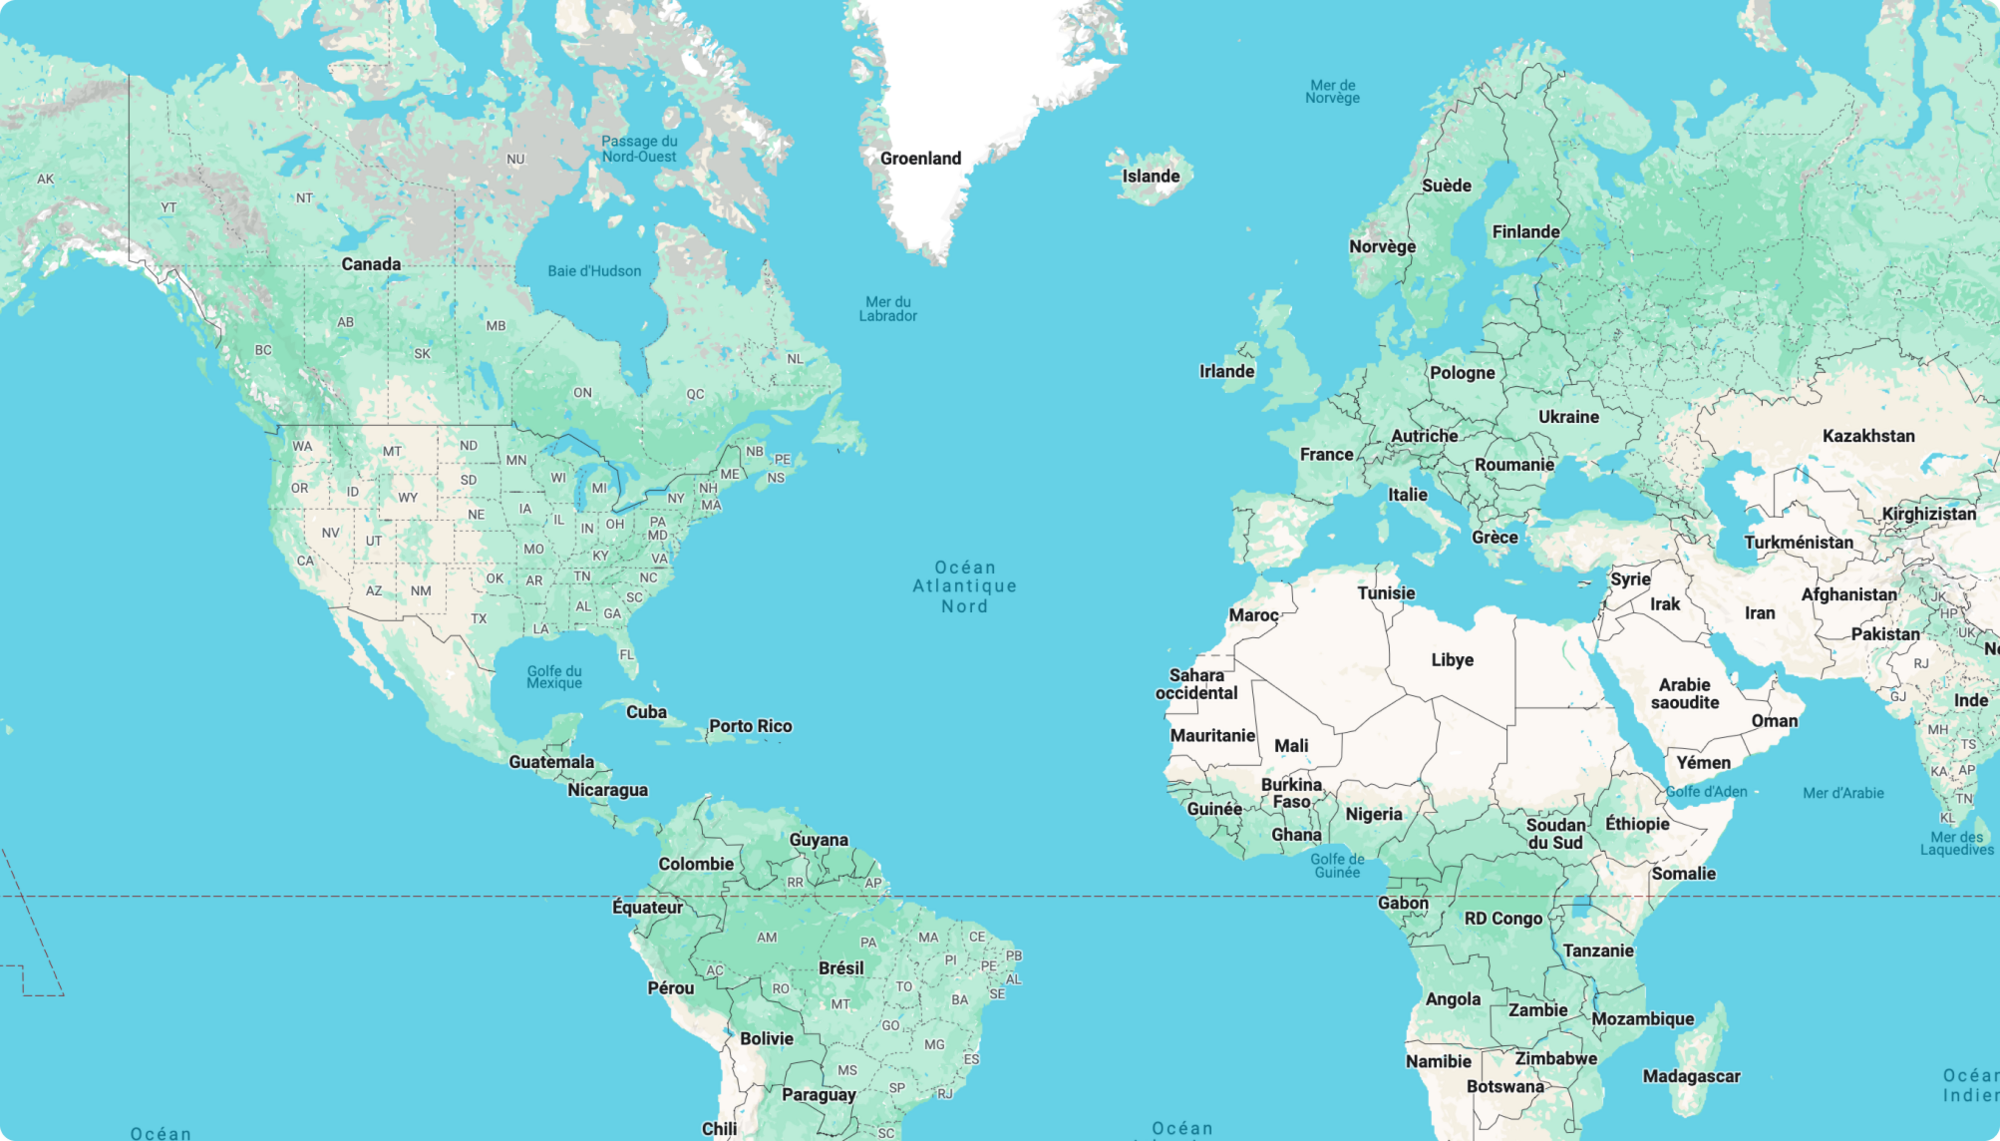 Mer de
Norvège
Passage du
Nord-Ouest
NU
Groenland
Islande
AK
YT
NT
Suède
Finlande
Norvège
Canada
Baie d'Hudson
Mer du
Labrador
AB
MB
BC
SK
NL
Irlande
Pologne
ON
QC
Ukraine
Autriche
Kazakhstan
WA
MT
ND
MN
NB
PE
France
Roumanie
OR
ID
WY
SD
WI
MI
NY
NH
ME
NS
MA
Italie
Kirghizistan
NE
IA
IL
IN
OH
PA
MD
NV
UT
Grèce
Turkménistan
CA
MO
KY
VA
Océan
Atlantique
Nord
AZ
NM
OK
AR
TN
NC
SC
Tunisie
Syrie
Irak
Iran
Afghanistan
JK
HP
TX
AL
GA
LA
Maroc
Pakistan
UK
Ne
FL
Golfe du
Mexique
Libye
RJ
Sahara
occidental
Arabie
saoudite
GJ
Inde
Cuba
Porto Rico
Oman
Mauritanie
Mali
MH
TS
Guatemala
Yémen
KA
AP
Nicaragua
Burkina
Faso
Golfe d'Aden
Mer d'Arabie
TN
Guinée
Nigeria
KL
Ghana
Soudan
du Sud
Éthiopie
Mer des
Laquedives
Guyana
Colombie
Golfe de
Guinée
Somalie
RR
AP
Équateur
Gabon
RD Congo
AM
PA
MA
CE
PB
Tanzanie
AC
Brésil
PI
PE
AL
Pérou
RO
MT
TO
BA
SE
Angola
Zambie
Mozambique
GO
Bolivie
MG
ES
Namibie
Zimbabwe
MS
SP
RJ
Botswana
Madagascar
Océan
Indien
Paraguay
Chili
SC
Océan
Océan